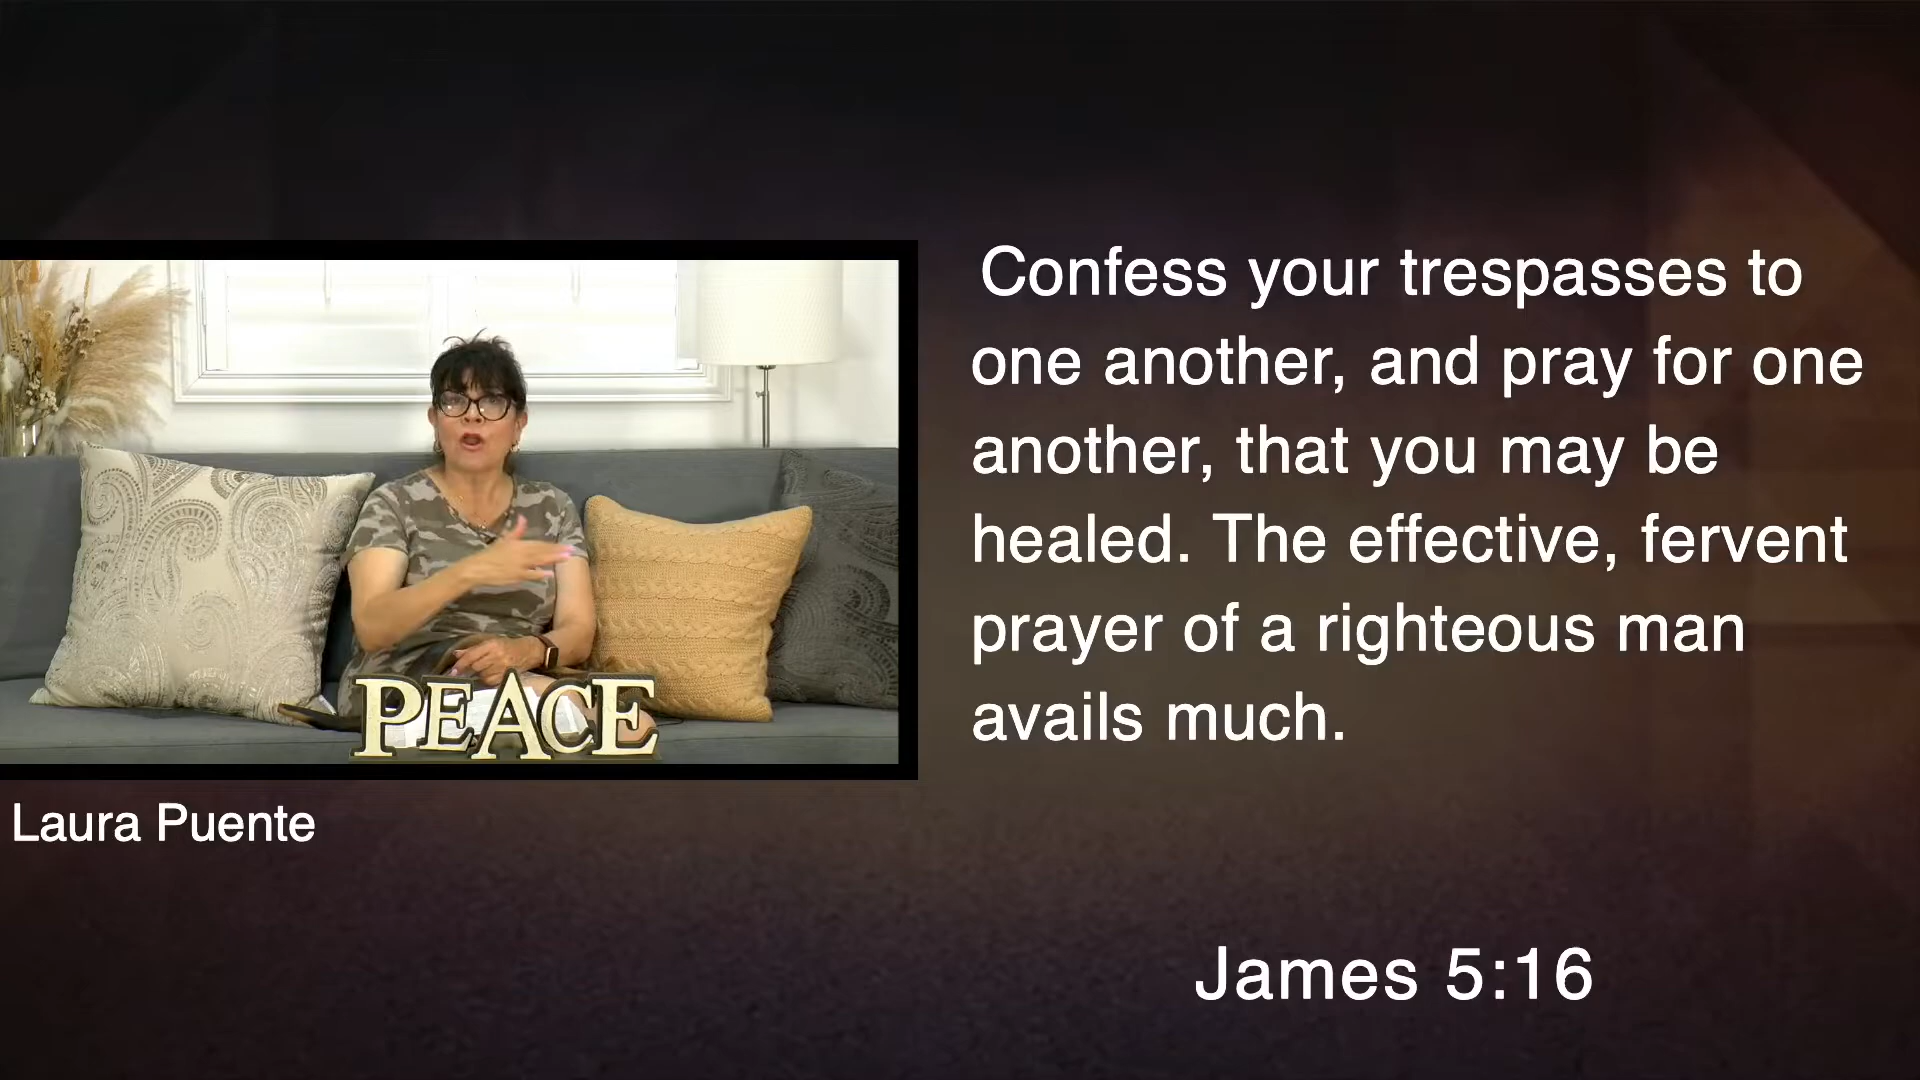 PEACE
Laura Puente
Confess your trespasses to
one another, and pray for one
another, that you may be
healed. The effective, fervent
prayer of a righteous man
avails much.
James 5:16